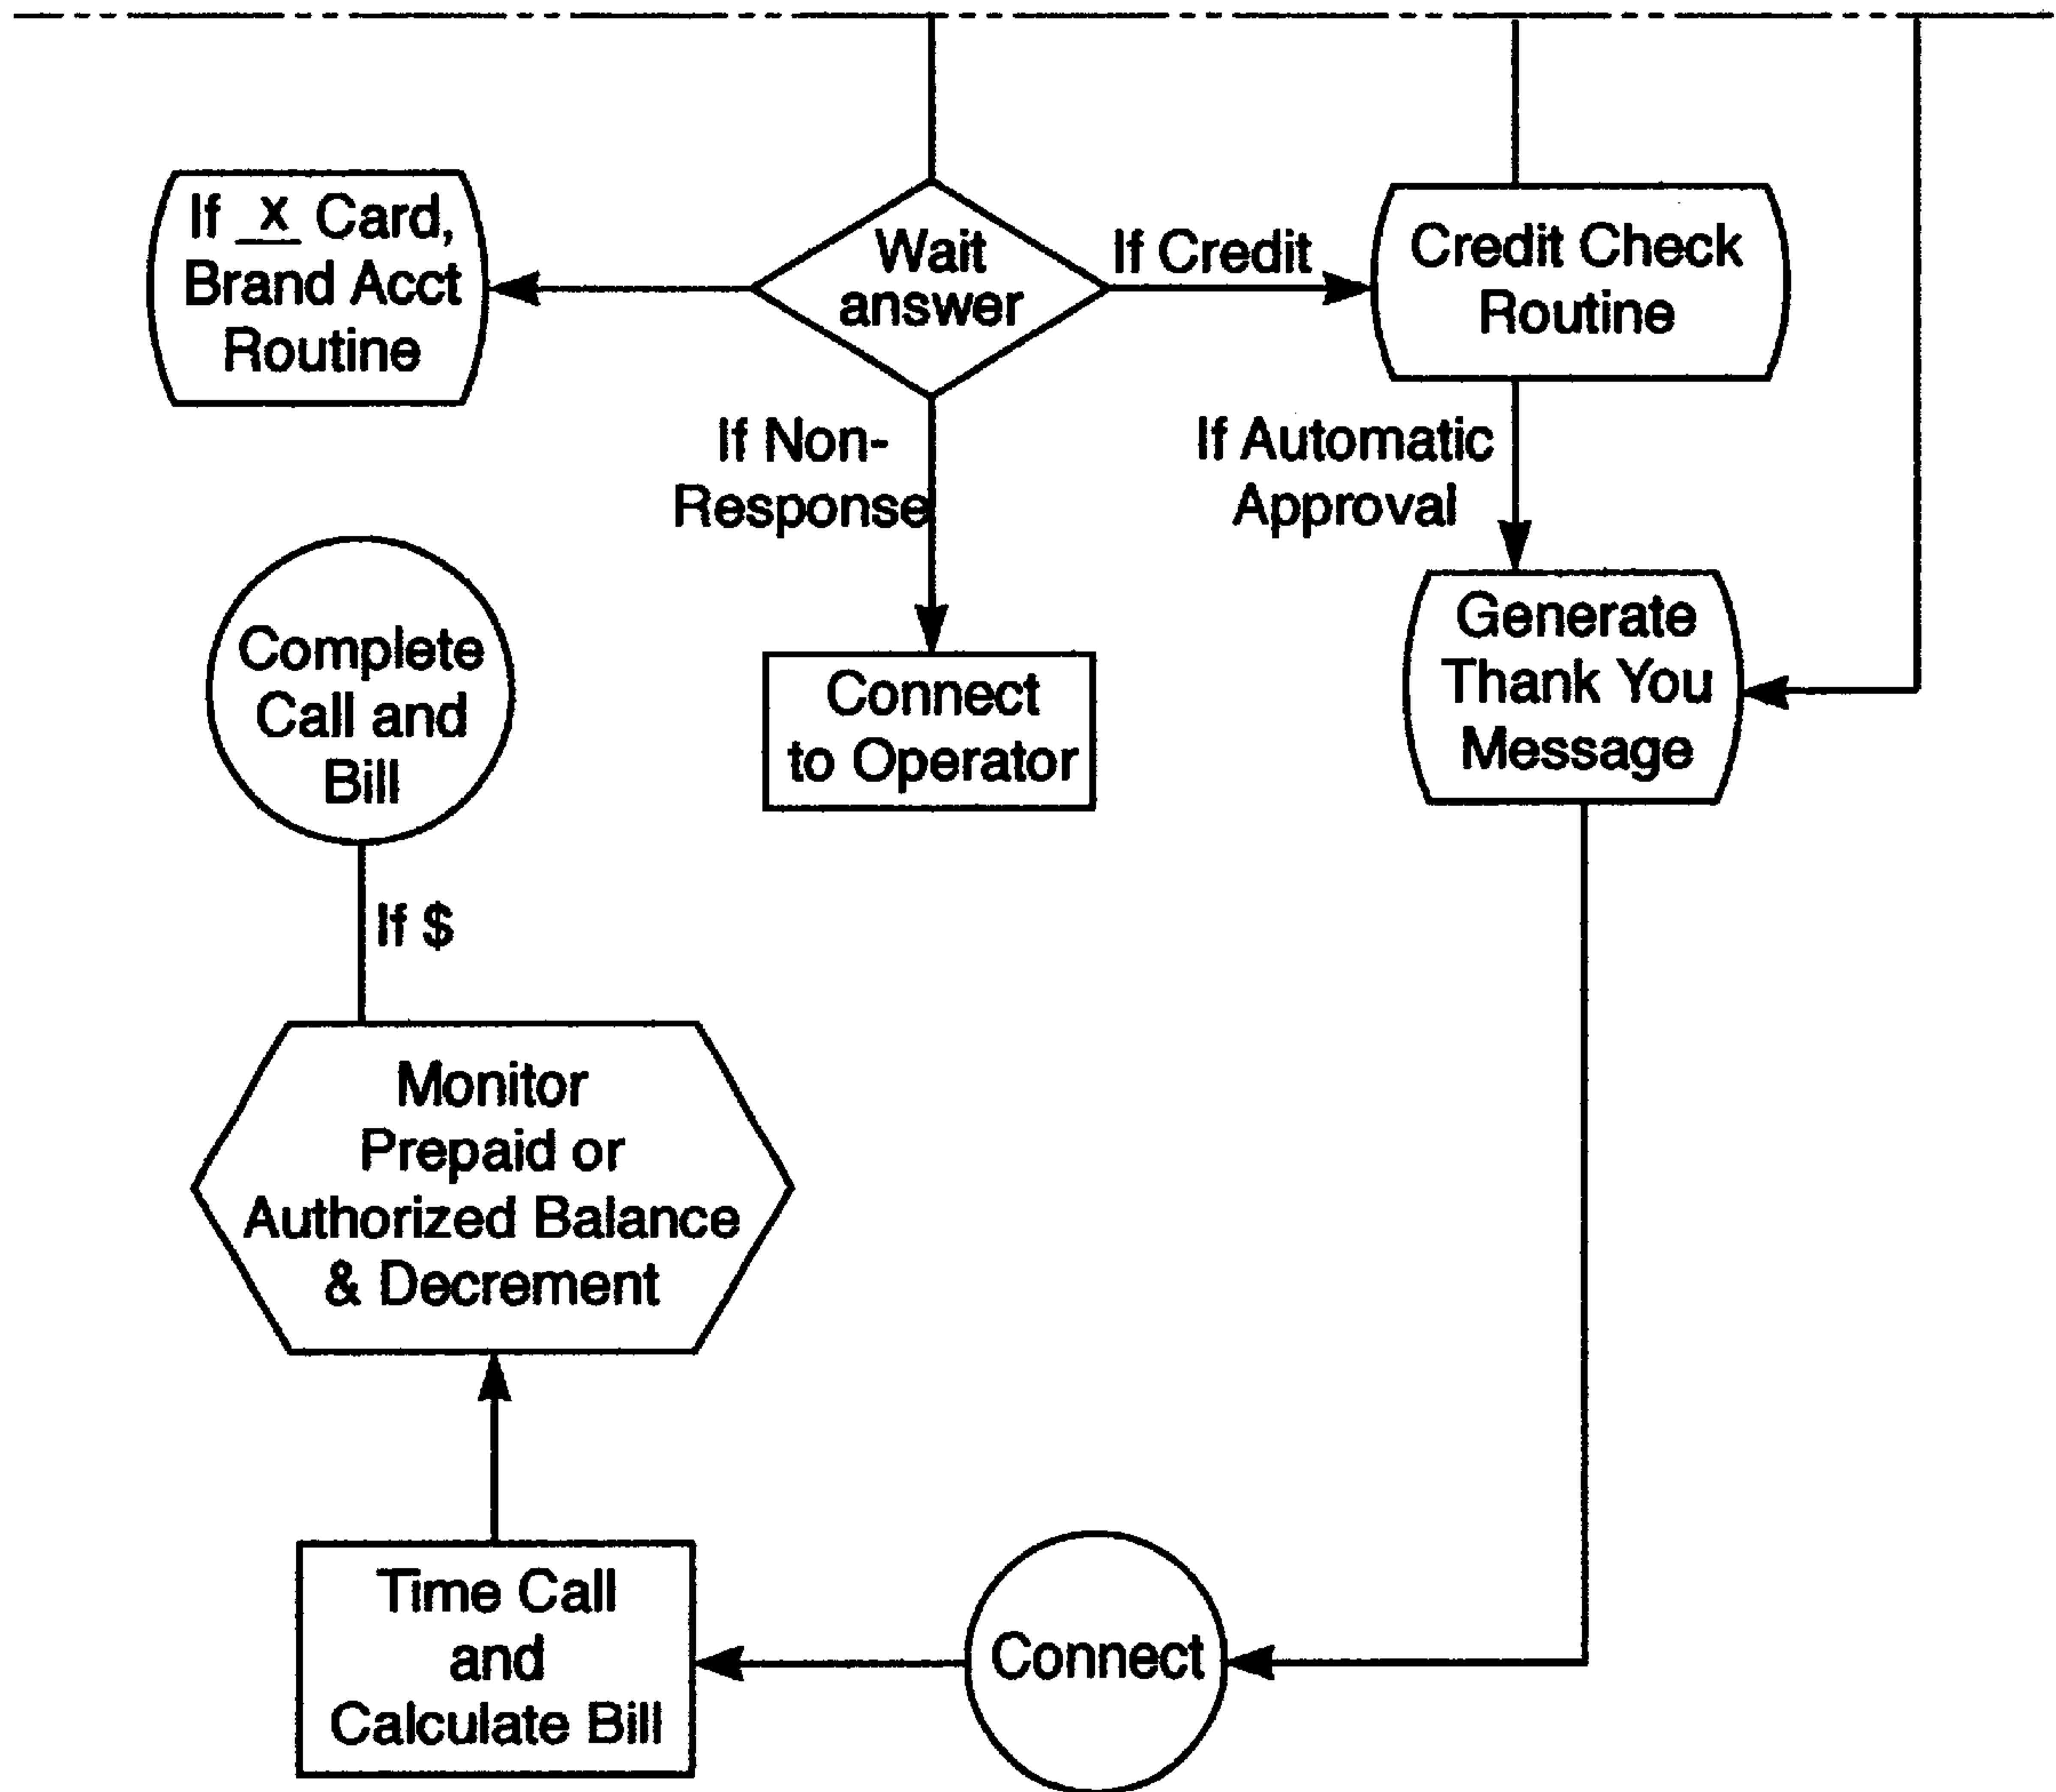 If x Card,
Brand Acct
Routine
Wait
answer
If Credit
Credit Check
Routine
If Non-
Response
If Automatic
Approval
Complete
Call and
Bill
Connect
to Operator
Generate
Thank You
Message
If $
Monitor
Prepaid or
Authorized Balance
& Decrement
Time Call
and
Calculate Bill
Connect